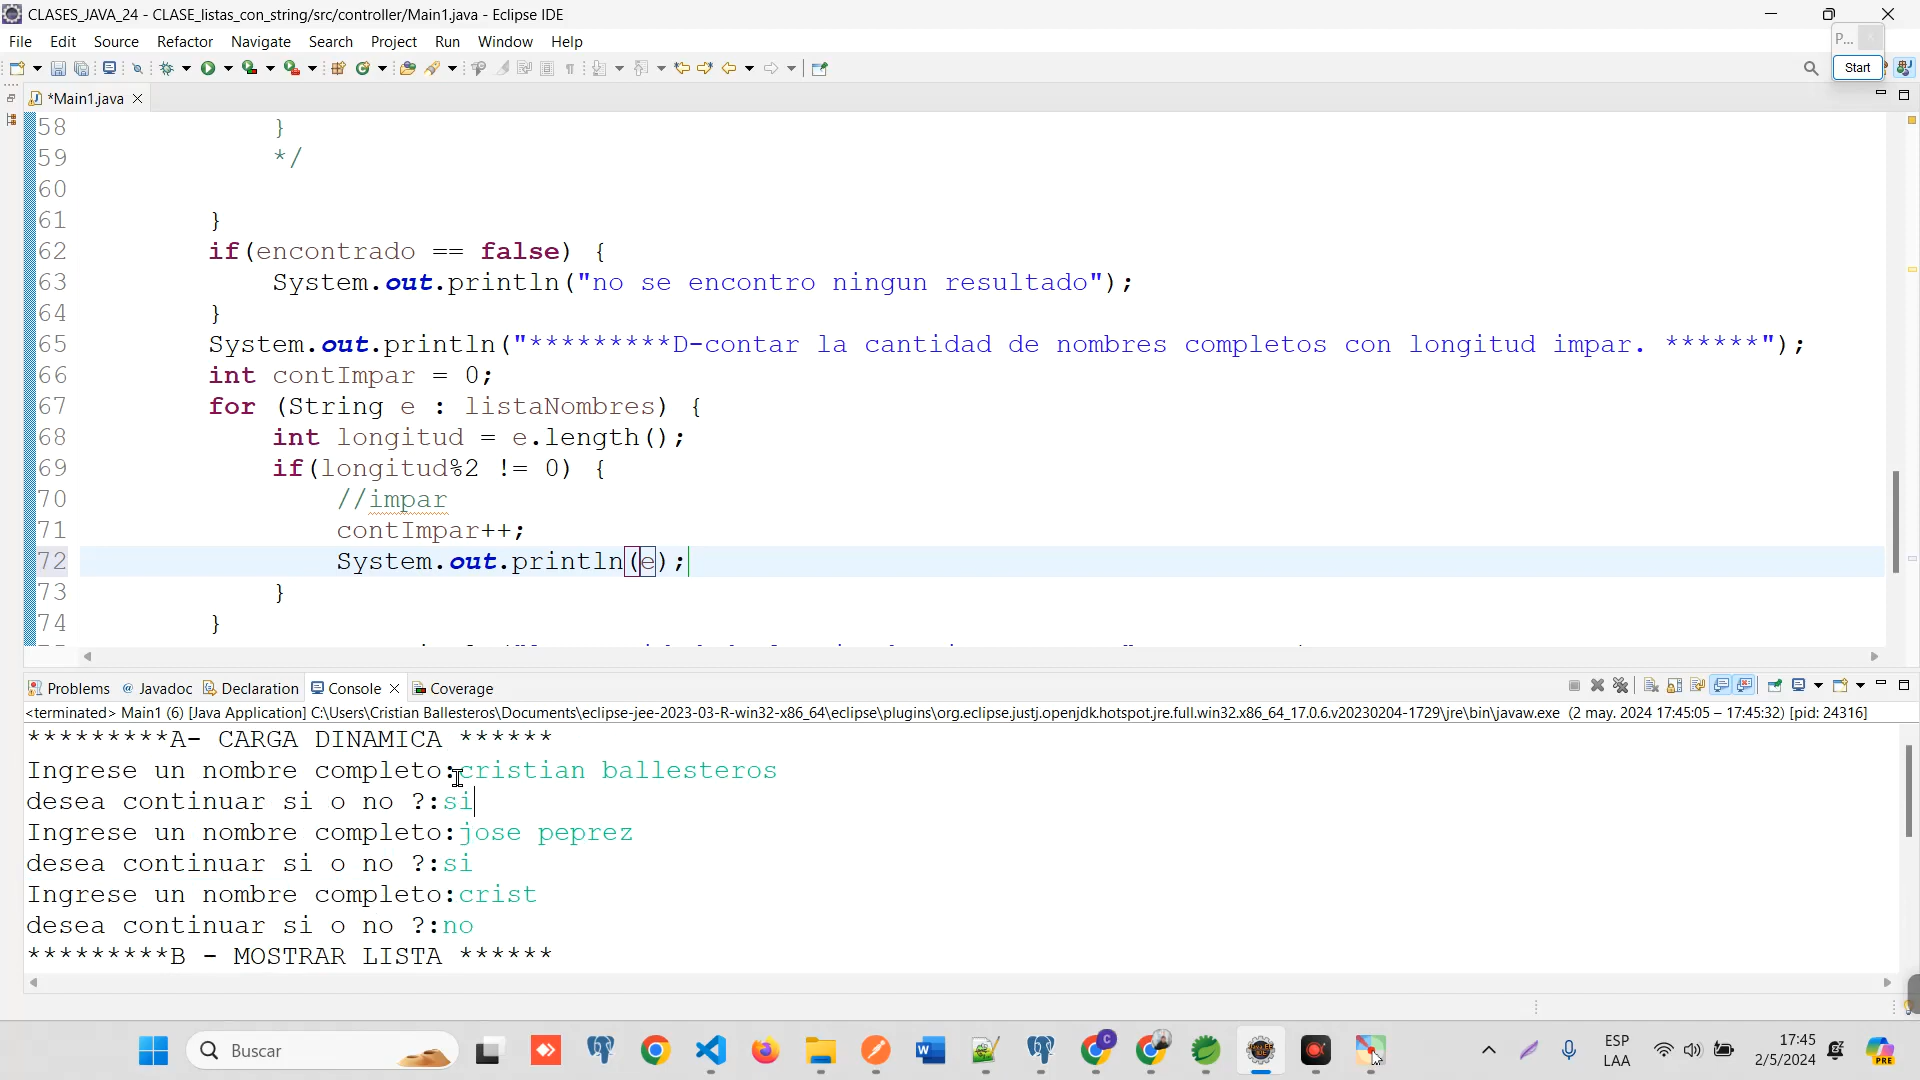 CLASES_JAVA_24 - CLASE_listas_con_string/src/controller/Main1.java - Eclipse IDE
File Edit Source Refactor Navigate Search Project Run Window Help
P...
Start
*Main1.java
58 }
59 */
60
61 }
62 if(encontrado == false) {
63 System.out.println("no se encontro ningun resultado");
64 }
65 System.out.println("*********D-contar la cantidad de nombres completos con longitud impar. ******");
66 int contImpar = 0;
67 for (String e : listaNombres) {
68 int longitud = e.length();
69 if(longitud%2 != 0) {
70 //impar
71 contImpar++;
72 System.out.println(e);
73 }
74 }
Problems Javadoc Declaration Console Coverage
<terminated> Main1 (6) [Java Application] C:\Users\Cristian Ballesteros\Documents\eclipse-jee-2023-03-R-win32-x86_64\eclipse\plugins\org.eclipse.justj.openjdk.hotspot.jre.full.win32.x86_64_17.0.6.v20230204-1729\jre\bin\javaw.exe (2 may. 2024 17:45:05 – 17:45:32) [pid: 24316]
*********A- CARGA DINAMICA ******
Ingrese un nombre completo:cristian ballesteros
desea continuar si o no ?:si
Ingrese un nombre completo:jose peprez
desea continuar si o no ?:si
Ingrese un nombre completo:crist
desea continuar si o no ?:no
*********B - MOSTRAR LISTA ******
Buscar
ESP
LAA
17:45
2/5/2024
PRE